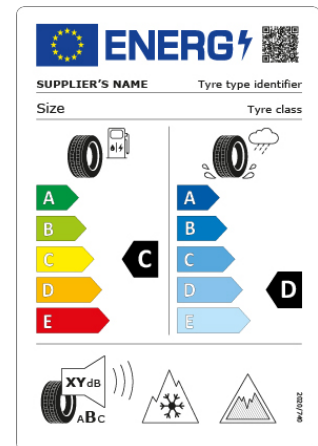 ENERG
SUPPLIER'S NAME Tyre type identifier
Size Tyre class
A A
B B
C C C
D D D
E E
XYdB
ABC
2020/740